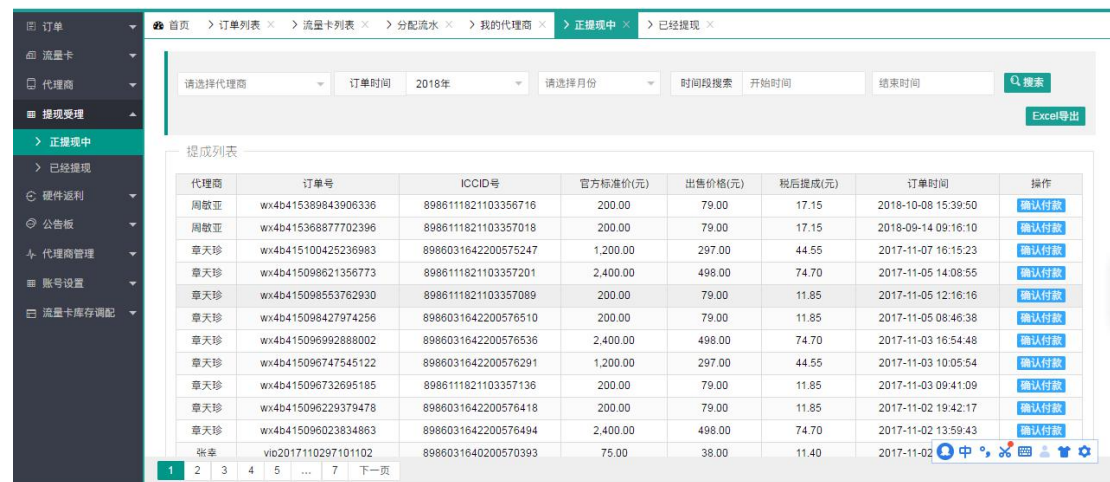 订单
流量卡
代理商
提现受理
正提现中
已经提现
硬件返利
公告板
代理商管理
账号设置
流量卡库存调配
首页 订单列表 流量卡列表 分配流水 我的代理商 正提现中 已经提现
请选择代理商 订单时间 2018年 请选择月份 时间段搜索 开始时间 结束时间 搜索
Excel导出
提成列表
代理商 订单号 ICCID号 官方标准价(元) 出售价格(元) 税后提成(元) 订单时间 操作
周敏亚 wx4b415389843906336 8986111821103356716 200.00 79.00 17.15 2018-10-08 15:39:50 确认付款
周敏亚 wx4b415368877702396 8986111821103357018 200.00 79.00 17.15 2018-09-14 09:16:10 确认付款
章天珍 wx4b415100425236983 8986031642200575247 1,200.00 297.00 44.55 2017-11-07 16:15:23 确认付款
章天珍 wx4b415098621356773 8986111821103357201 2,400.00 498.00 74.70 2017-11-05 14:08:55 确认付款
章天珍 wx4b415098553762930 8986111821103357089 200.00 79.00 11.85 2017-11-05 12:16:16 确认付款
章天珍 wx4b415098427974256 8986031642200576510 200.00 79.00 11.85 2017-11-05 08:46:38 确认付款
章天珍 wx4b415096992888002 8986031642200576536 2,400.00 498.00 74.70 2017-11-03 16:54:48 确认付款
章天珍 wx4b415096747545122 8986031642200576291 1,200.00 297.00 44.55 2017-11-03 10:05:54 确认付款
章天珍 wx4b415096732695185 8986111821103357136 200.00 79.00 11.85 2017-11-03 09:41:09 确认付款
章天珍 wx4b415096229379478 8986031642200576418 200.00 79.00 11.85 2017-11-02 19:42:17 确认付款
章天珍 wx4b415096023834863 8986031642200576494 2,400.00 498.00 74.70 2017-11-02 13:59:43 确认付款
张幸 vip2017110297101102 8986031640200570393 75.00 38.00 11.40 2017-11-02
中
1 2 3 4 5 … 7 下一页